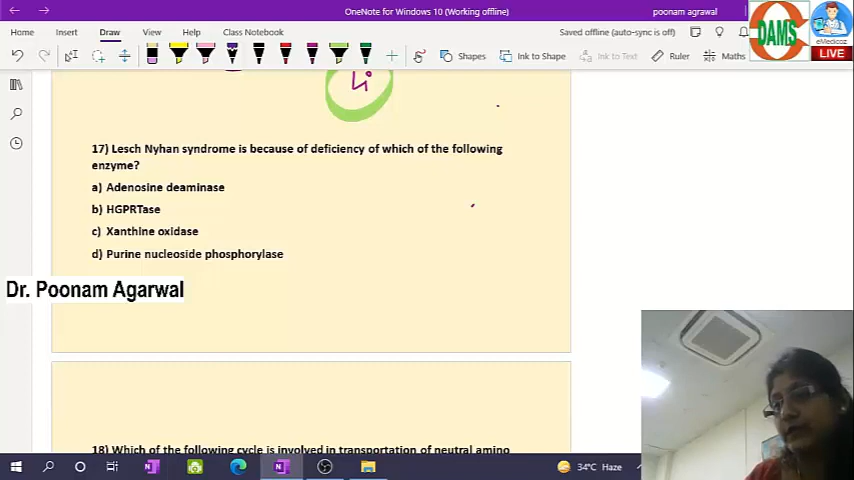 OneNote for Windows 10 (Working offline)
poonam agrawal
Home Insert Draw View Help Class Notebook
Saved offline (auto-sync is off)
Shapes Ink to Shape Ink to Text Ruler Maths
DAMS
eMedicoz
LIVE
Li
17) Lesch Nyhan syndrome is because of deficiency of which of the following
enzyme?
a) Adenosine deaminase
b) HGPRTase
c) Xanthine oxidase
d) Purine nucleoside phosphorylase
Dr. Poonam Agarwal
18) Which of the following cycle is involved in transportation of neutral amino
34°C Haze